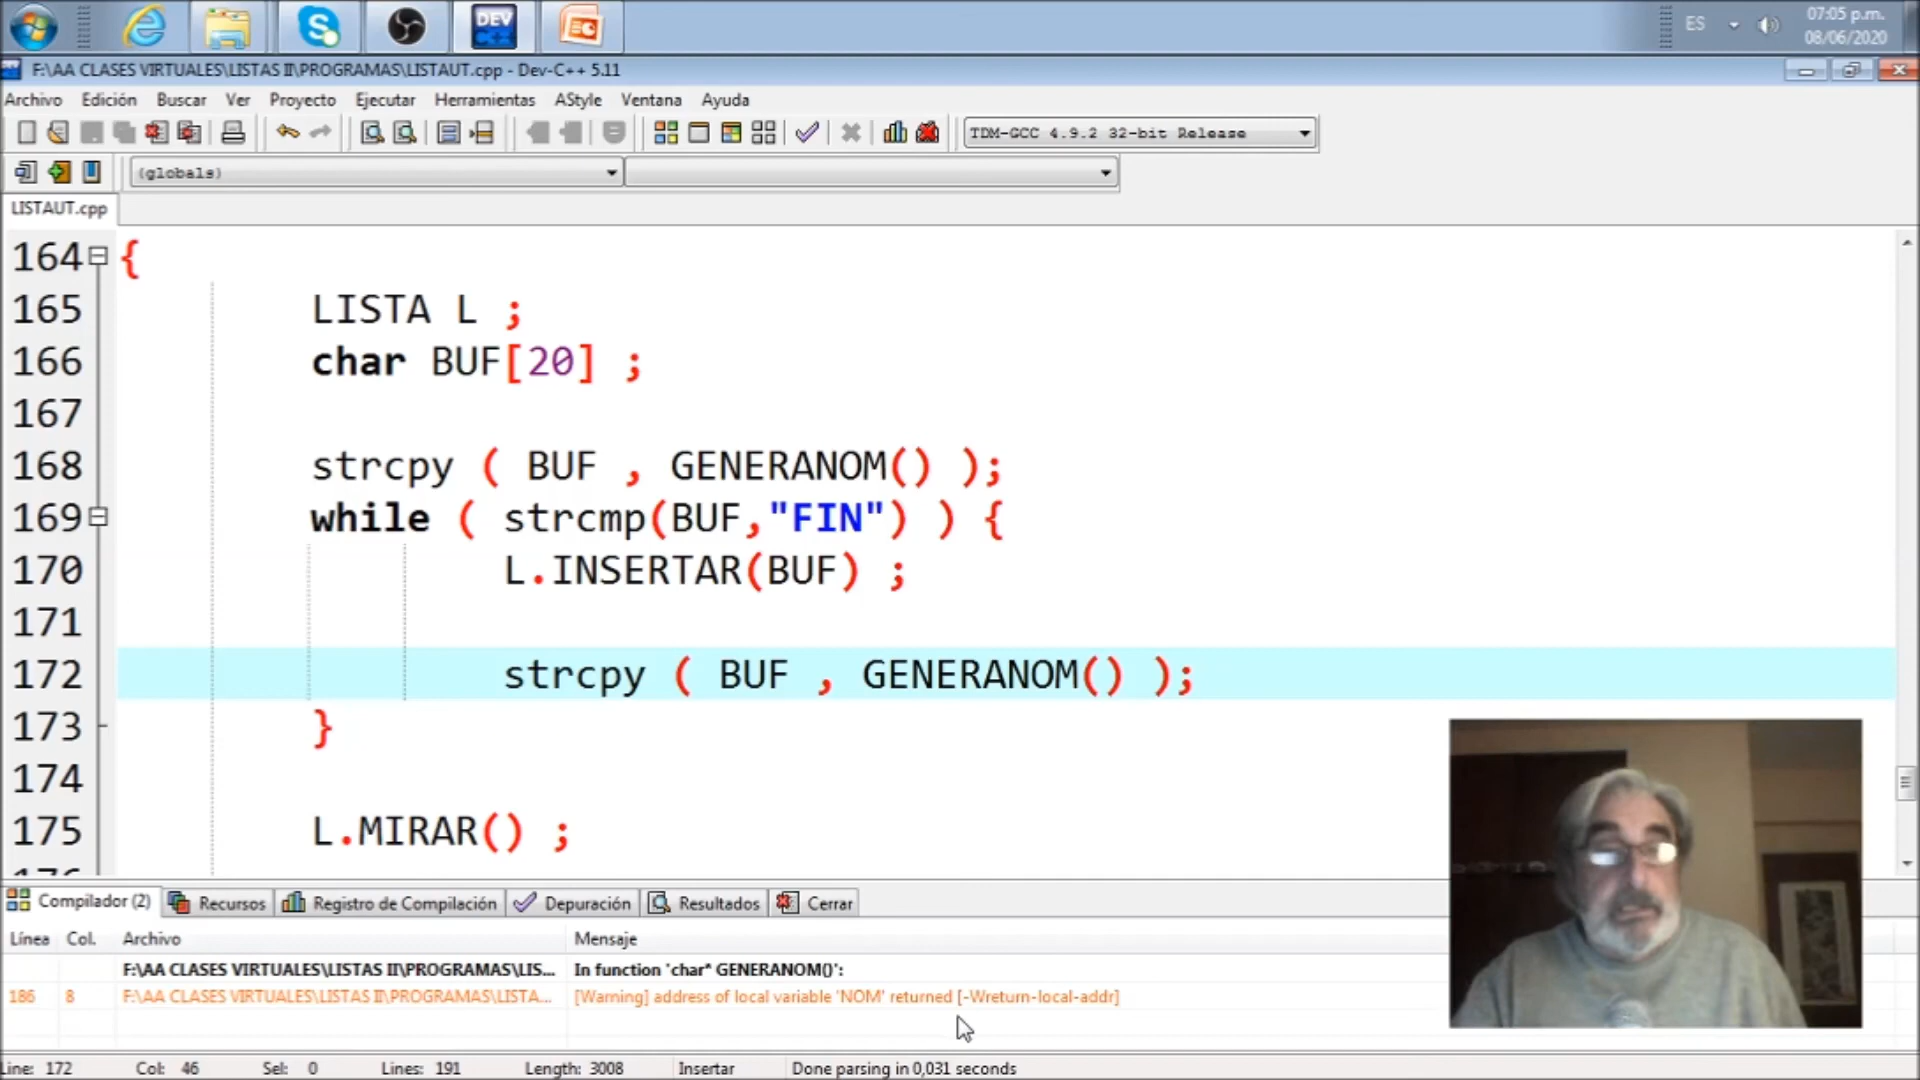 DEV
C++
ES
07:05 p.m.
08/06/2020
F:\AA CLASES VIRTUALES\LISTAS II\PROGRAMAS\LISTAUT.cpp - Dev-C++ 5.11
Archivo Edición Buscar Ver Proyecto Ejecutar Herramientas AStyle Ventana Ayuda
TDM-GCC 4.9.2 32-bit Release
(globals)
LISTAUT.cpp
164 {
165 LISTA L ;
166 char BUF[20] ;
167
168 strcpy ( BUF , GENERANOM() );
169 while ( strcmp(BUF,"FIN") ) {
170 L.INSERTAR(BUF) ;
171
172 strcpy ( BUF , GENERANOM() );
173 }
174
175 L.MIRAR() ;
176
Compilador (2) Recursos Registro de Compilación Depuración Resultados Cerrar
Línea Col. Archivo Mensaje
F:\AA CLASES VIRTUALES\LISTAS II\PROGRAMAS\LIS... In function 'char* GENERANOM()':
186 8 F:\AA CLASES VIRTUALES\LISTAS II\PROGRAMAS\LISTA... [Warning] address of local variable 'NOM' returned [-Wreturn-local-addr]
Line: 172 Col: 46 Sel: 0 Lines: 191 Length: 3008 Insertar Done parsing in 0,031 seconds